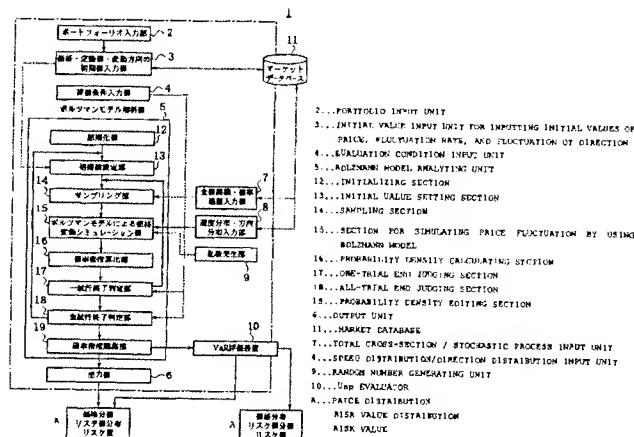 1
ポートフォーリオ入力部
2
価格・変動率・変動方向の
初期値入力部
3
11
マーケット
データベース
評価条件入力部
4
ボルツマンモデル解析部
5
初期化部
12
初期値設定部
13
14
サンプリング部
全断面積・確率
過程入力部
7
15
ボルツマンモデルによる価格
変動シミュレーション部
速度分布・方向
分布入力部
8
16
確率密度算出部
乱数発生部
9
17
一試行終了判定部
18
全試行終了判定部
19
確率密度編集部
10
VaR評価装置
出力部
6
A
価格分布
リスク値分布
リスク値
A
価格分布
リスク値分布
リスク値
2...PORTFOLIO INPUT UNIT
3...INITIAL VALUE INPUT UNIT FOR INPUTTING INITIAL VALUES OF
PRICE, FLUCTUATION RATE, AND FLUCTUATION OF DIRECTION
4...EVALUATION CONDITION INPUT UNIT
5...BOLZMANN MODEL ANALYTING UNIT
12...INITIALIZING SECTION
13...INITIAL VALUE SETTING SECTION
14...SAMPLING SECTION
15...SECTION FOR SIMULATING PRICE FLUCTUATION BY USING
BOLZMANN MODEL
16...PROBABILITY DENSITY CALCULATING SECTION
17...ONE-TRIAL END JUDGING SECTION
18...ALL-TRIAL END JUDGING SECTION
19...PROBABILITY DENSITY EDITING SECTION
6...OUTPUT UNIT
11...MARKET DATABASE
7...TOTAL CROSS-SECTION / STOCHASTIC PROCESS INPUT UNIT
8...SPEED DISTRIBUTION/DIRECTION DISTRIBUTION INPUT UNIT
9...RANDOM NUMBER GENERATING UNIT
10...EVALUATOR
A...PRICE DISTRIBUTION
RISK VALUE DISTRIBUTION
RISK VALUE